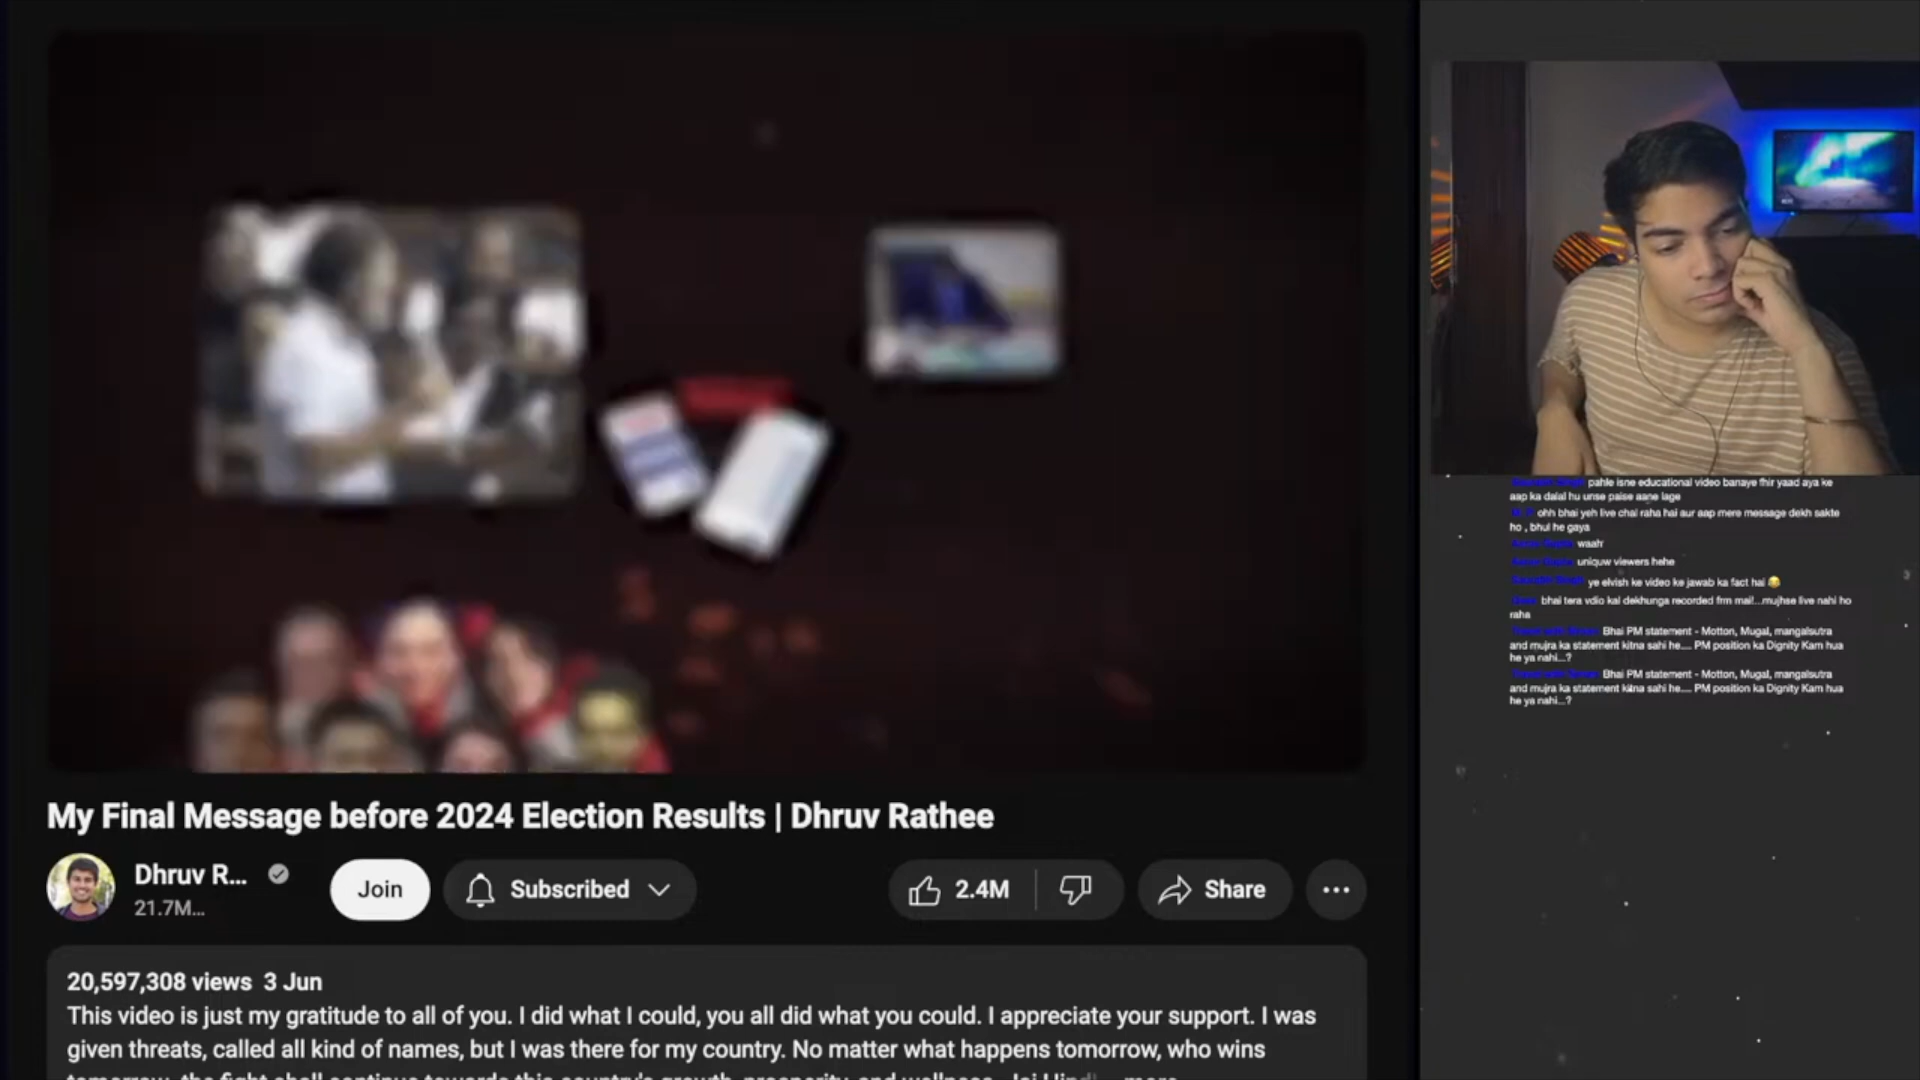 My Final Message before 2024 Election Results | Dhruv Rathee
Dhruv R...
21.7M...
Join
Subscribed
2.4M
Share
20,597,308 views 3 Jun
This video is just my gratitude to all of you. I did what I could, you all did what you could. I appreciate your support. I was
given threats, called all kind of names, but I was there for my country. No matter what happens tomorrow, who wins
pahle isne educational video banaye fhir yaad aya ke
aap ka dalal hu unse paise aane lage
ohh bhai yeh live chal raha hai aur aap mere message dekh sakte
ho , bhul he gaya
waahr
uniquw viewers hehe
ye elvish ke video ke jawab ka fact hai 😂
bhai tera vdio kal dekhunga recorded frm mai!...mujhse live nahi ho
raha
Bhai PM statement - Motton, Mugal, mangalsutra
and mujra ka statement kitna sahi he.... PM position ka Dignity Kam hua
he ya nahi...?
Bhai PM statement - Motton, Mugal, mangalsutra
and mujra ka statement kitna sahi he.... PM position ka Dignity Kam hua
he ya nahi...?